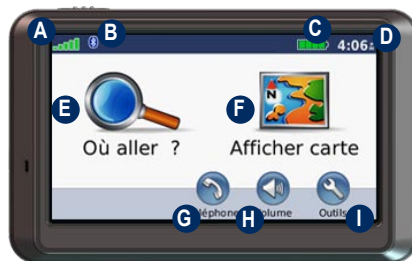 A B C D
4:06
E F
Où aller ?
Afficher carte
G H I
Outils